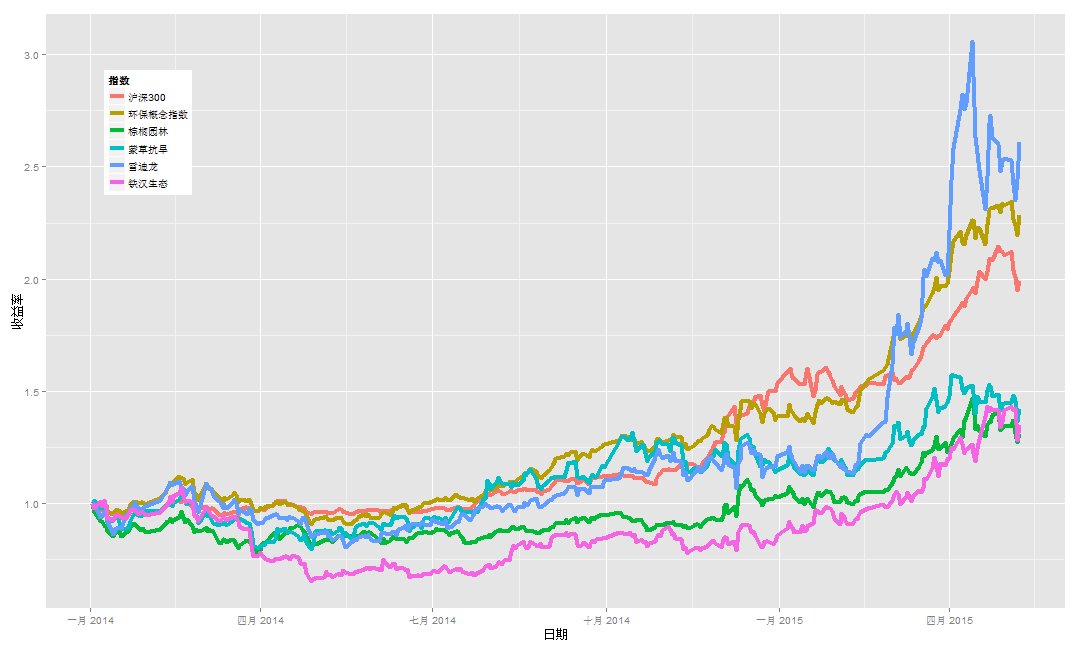 3.0
2.5
2.0
1.5
1.0
收益率
指数
沪深300
环保概念指数
棕榈园林
蒙草抗旱
雪迪龙
铁汉生态
一月 2014
四月 2014
七月 2014
十月 2014
一月 2015
四月 2015
日期